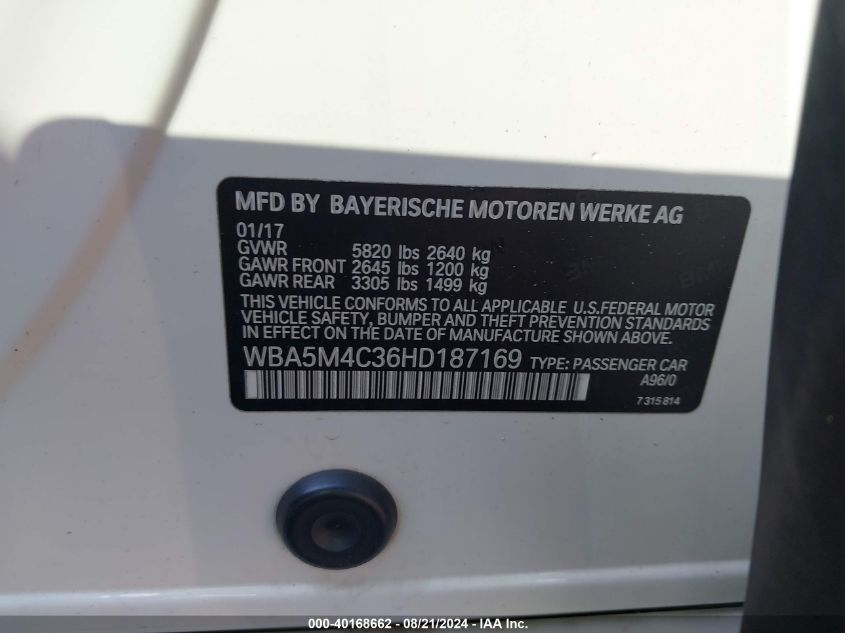 MFD BY BAYERISCHE MOTOREN WERKE AG
01/17
GVWR 5820 lbs 2640 kg
GAWR FRONT 2645 lbs 1200 kg
GAWR REAR 3305 lbs 1499 kg
THIS VEHICLE CONFORMS TO ALL APPLICABLE U.S.FEDERAL MOTOR
VEHICLE SAFETY, BUMPER AND THEFT PREVENTION STANDARDS
IN EFFECT ON THE DATE OF MANUFACTURE SHOWN ABOVE.
WBA5M4C36HD187169 TYPE: PASSENGER CAR
A96/0
7 315 814
000-40168662 - 08/21/2024 - COPYRIGHT IAA, LLC.